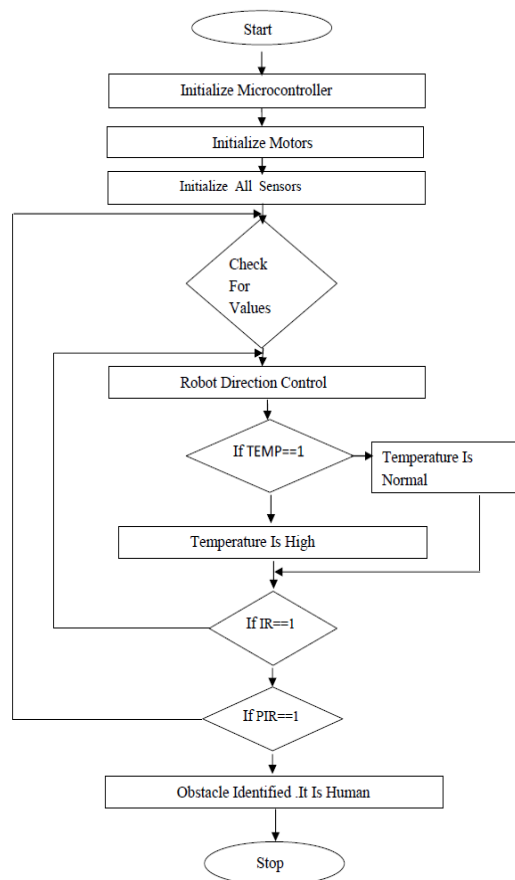 Start
Initialize Microcontroller
Initialize Motors
Initialize All Sensors
Check
For
Values
Robot Direction Control
If TEMP==1
Temperature Is
Normal
Temperature Is High
If IR==1
If PIR==1
Obstacle Identified .It Is Human
Stop